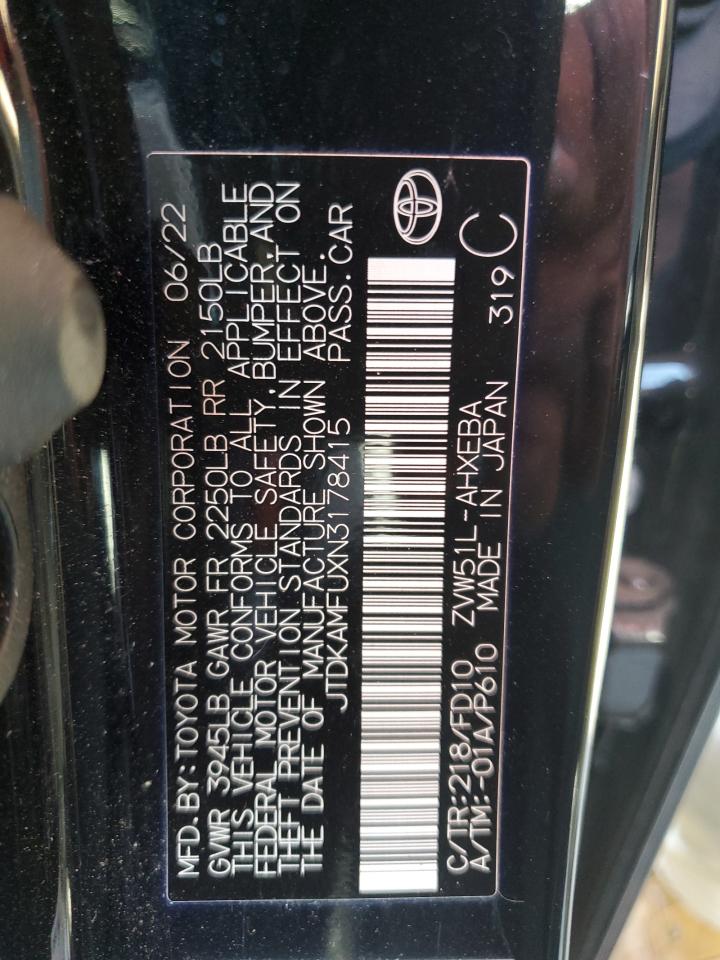 MFD.BY:TOYOTA MOTOR CORPORATION 06/22
GVWR 3945LB GAWR FR 2250LB RR 2150LB
THIS VEHICLE CONFORMS TO ALL APPLICABLE
FEDERAL MOTOR VEHICLE SAFETY,BUMPER,AND
THEFT PREVENTION STANDARDS IN EFFECT ON
THE DATE OF MANUFACTURE SHOWN ABOVE.
JTDKAMFUXN3178415 PASS.CAR
C/TR:218/FD10 ZVW51L-AHXEBA
A/TM:-01A/P610 MADE IN JAPAN 319 C